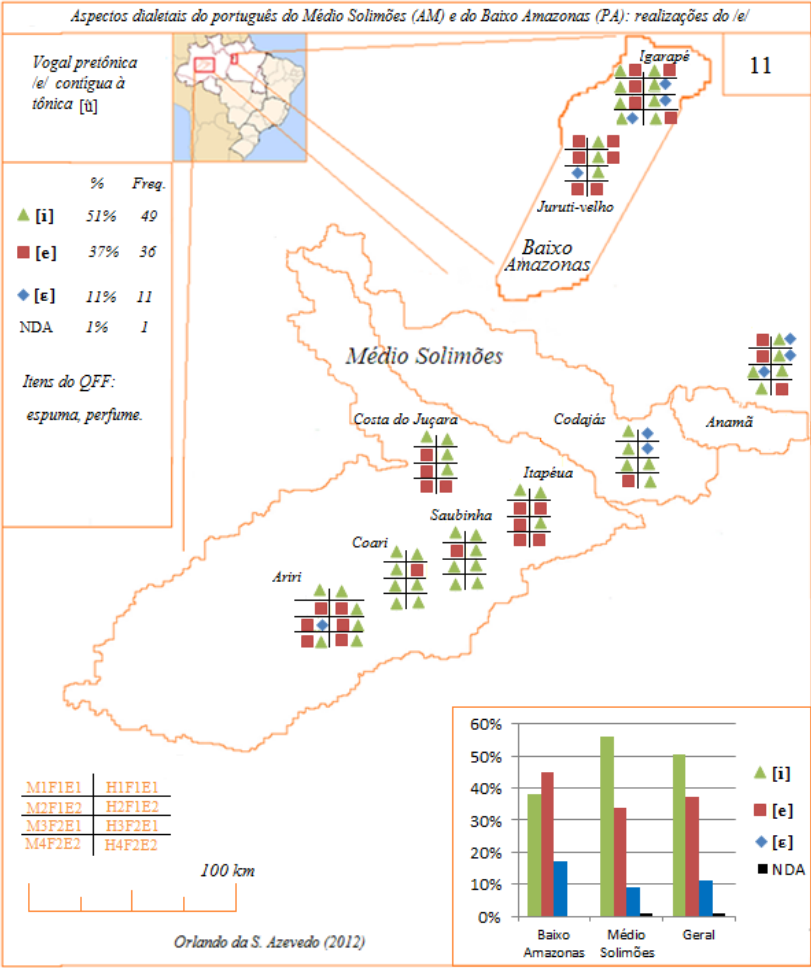 Aspectos dialetais do português do Médio Solimões (AM) e do Baixo Amazonas (PA): realizações do /e/
11
Vogal pretônica
/e/ contígua à
tônica [ũ]
% Freq.
[i] 51% 49
[e] 37% 36
[ɛ] 11% 11
NDA 1% 1
Itens do QFF:
espuma, perfume.
Igarapé
Juruti-velho
Baixo
Amazonas
Médio Solimões
Costa do Juçara
Codajás
Anamã
Itapéua
Saubinha
Coari
Ariri
M1F1E1 H1F1E1
M2F1E2 H2F1E2
M3F2E1 H3F2E1
M4F2E2 H4F2E2
100 km
Orlando da S. Azevedo (2012)
60%
50%
40%
30%
20%
10%
0%
Baixo
Amazonas
Médio
Solimões
Geral
[i]
[e]
[ɛ]
NDA